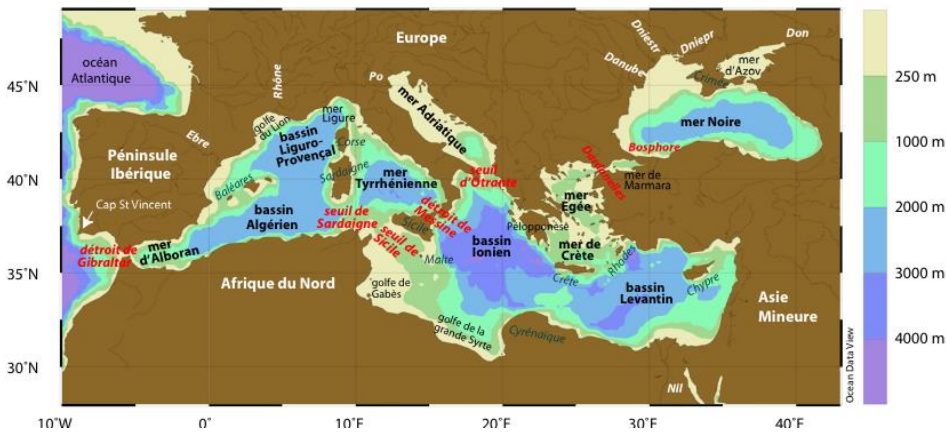 Europe
océan
Atlantique
Rhône
Po
Danube
Dniestr
Dniepr
Don
mer
d'Azov
Crimée
45°N
250 m
golfe
du Lion
mer
Ligure
mer Adriatique
bassin
Liguro-
Provençal
Corse
mer Noire
1000 m
Ebre
Péninsule
Ibérique
Bosphore
Dardanelles
mer de
Marmara
40°N
Baléares
Sardaigne
mer
Tyrrhénienne
seuil
d'Otrante
mer
Egée
2000 m
Cap St Vincent
bassin
Algérien
seuil de
Sardaigne
détroit de
Messine
Sicile
Péloponnèse
détroit de
Gibraltar
mer
d'Alboran
seuil de
Sicile
Malte
bassin
Ionien
mer de
Crète
Rhodes
35°N
3000 m
Afrique du Nord
golfe de
Gabès
Crète
bassin
Levantin
Chypre
Asie
Mineure
golfe de la
grande Syrte
Cyrénaïque
4000 m
30°N
Nil
Ocean Data View
10°W
0°
10°E
20°E
30°E
40°E